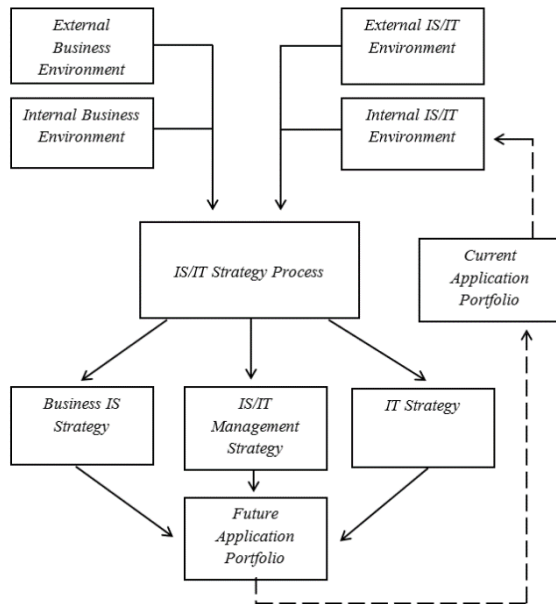 External
Business
Environment
External IS/IT
Environment
Internal Business
Environment
Internal IS/IT
Environment
IS/IT Strategy Process
Current
Application
Portfolio
Business IS
Strategy
IS/IT
Management
Strategy
IT Strategy
Future
Application
Portfolio